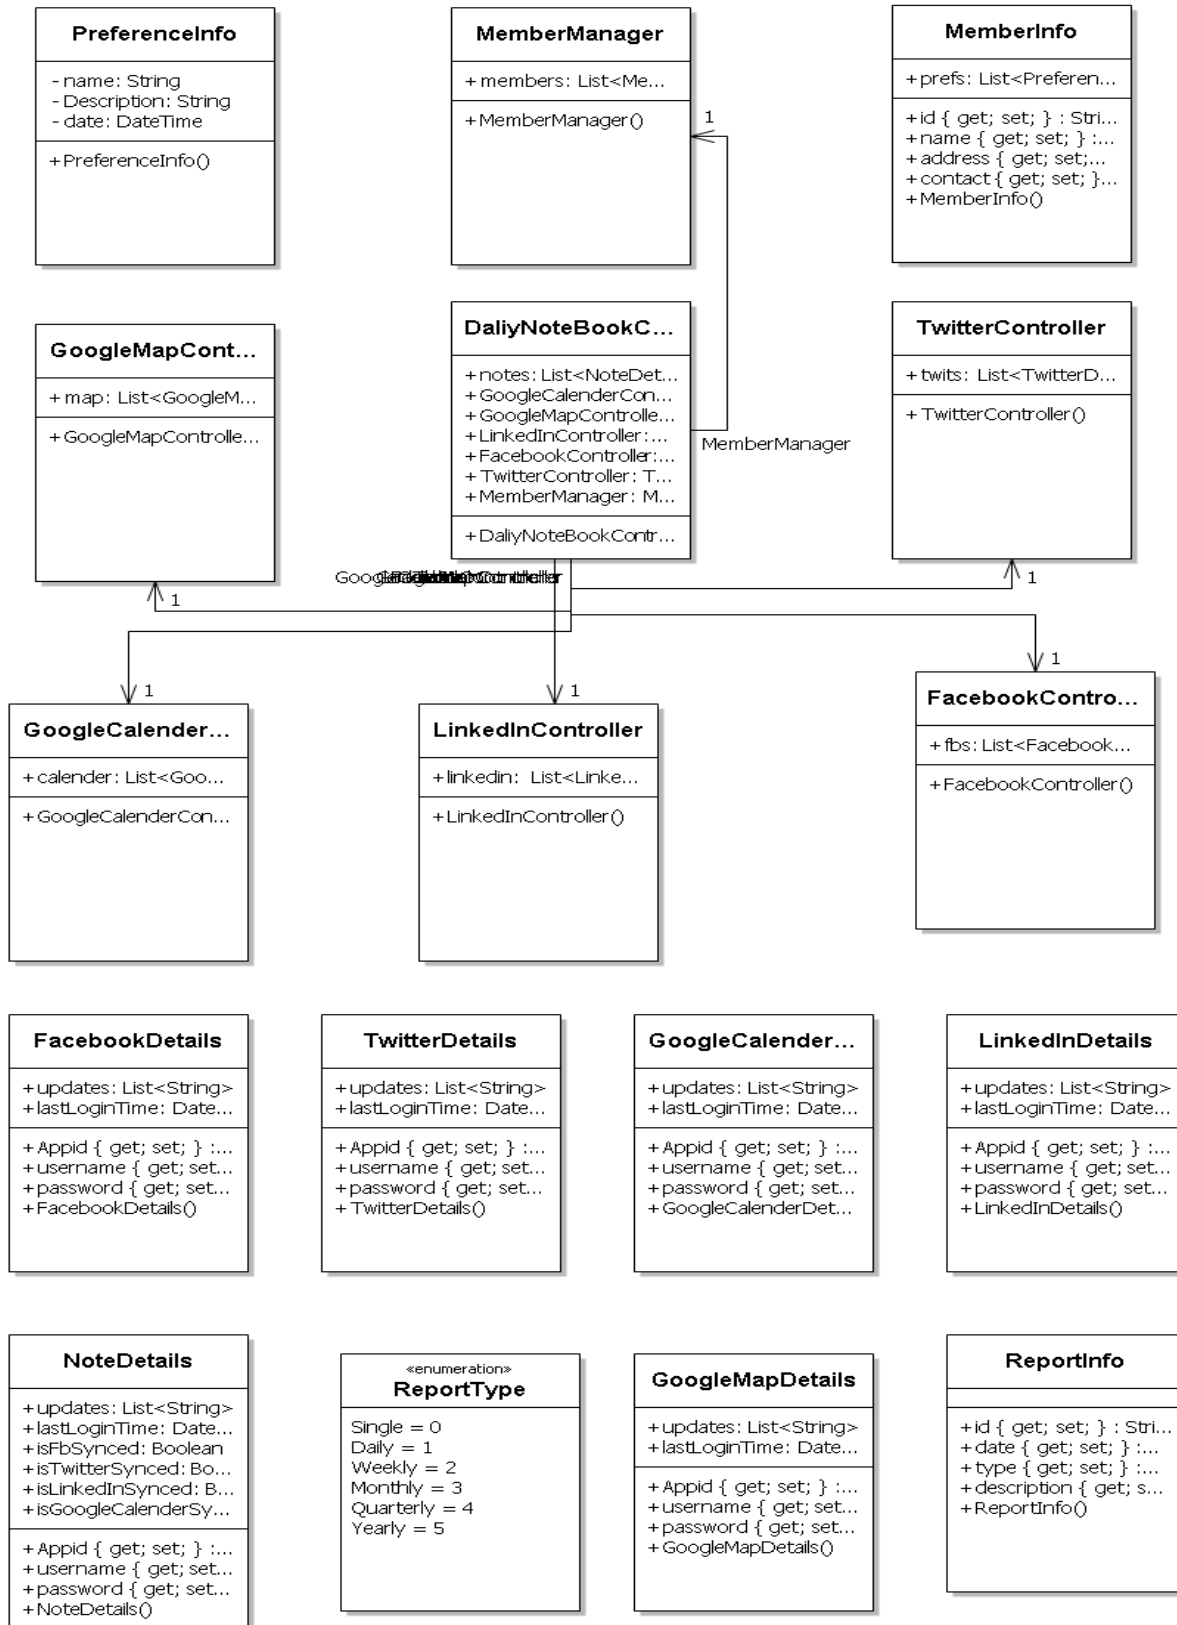 PreferenceInfo
- name: String
- Description: String
- date: DateTime
+ PreferenceInfo()
MemberManager
+ members: List<Me...
+ MemberManager()
MemberInfo
+ prefs: List<Preferen...
+ id { get; set; } : Stri...
+ name { get; set; } :...
+ address { get; set;...
+ contact { get; set; }...
+ MemberInfo()
1
GoogleMapCont...
+ map: List<GoogleM...
+ GoogleMapControlle...
DaliyNoteBookC...
+ notes: List<NoteDet...
+ GoogleCalenderCon...
+ GoogleMapControlle...
+ LinkedInController:...
+ FacebookController:...
+ TwitterController: T...
+ MemberManager: M...
+ DaliyNoteBookContr...
MemberManager
TwitterController
+ twits: List<TwitterD...
+ TwitterController()
1
1
1
1
1
GoogleCalender...
+ calender: List<Goo...
+ GoogleCalenderCon...
LinkedInController
+ linkedin: List<Linke...
+ LinkedInController()
FacebookContro...
+ fbs: List<Facebook...
+ FacebookController()
FacebookDetails
+ updates: List<String>
+ lastLoginTime: Date...
+ Appid { get; set; } :...
+ username { get; set...
+ password { get; set...
+ FacebookDetails()
TwitterDetails
+ updates: List<String>
+ lastLoginTime: Date...
+ Appid { get; set; } :...
+ username { get; set...
+ password { get; set...
+ TwitterDetails()
GoogleCalender...
+ updates: List<String>
+ lastLoginTime: Date...
+ Appid { get; set; } :...
+ username { get; set...
+ password { get; set...
+ GoogleCalenderDet...
LinkedInDetails
+ updates: List<String>
+ lastLoginTime: Date...
+ Appid { get; set; } :...
+ username { get; set...
+ password { get; set...
+ LinkedInDetails()
NoteDetails
+ updates: List<String>
+ lastLoginTime: Date...
+ isFbSynced: Boolean
+ isTwitterSynced: Bo...
+ isLinkedInSynced: B...
+ isGoogleCalenderSy...
+ Appid { get; set; } :...
+ username { get; set...
+ password { get; set...
+ NoteDetails()
«enumeration»
ReportType
Single = 0
Daily = 1
Weekly = 2
Monthly = 3
Quarterly = 4
Yearly = 5
GoogleMapDetails
+ updates: List<String>
+ lastLoginTime: Date...
+ Appid { get; set; } :...
+ username { get; set...
+ password { get; set...
+ GoogleMapDetails()
ReportInfo
+ id { get; set; } : Stri...
+ date { get; set; } :...
+ type { get; set; } :...
+ description { get; s...
+ ReportInfo()